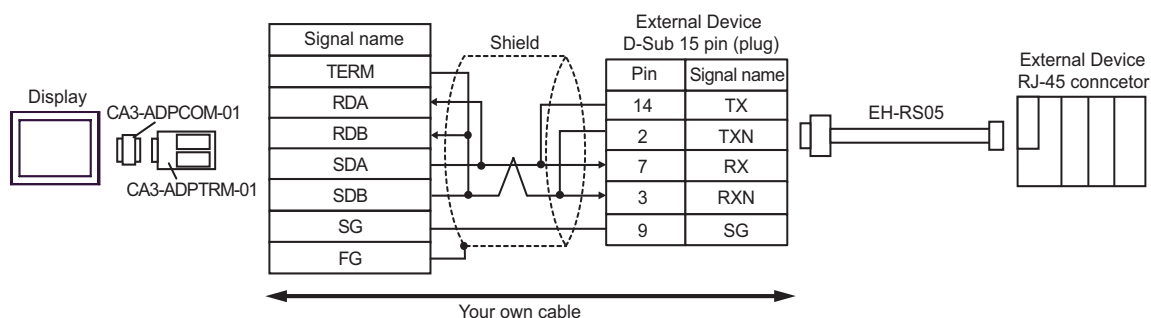 Display
CA3-ADPCOM-01
CA3-ADPTRM-01
Signal name
TERM
RDA
RDB
SDA
SDB
SG
FG
Shield
External Device
D-Sub 15 pin (plug)
Pin Signal name
14 TX
2 TXN
7 RX
3 RXN
9 SG
EH-RS05
External Device
RJ-45 conncetor
Your own cable